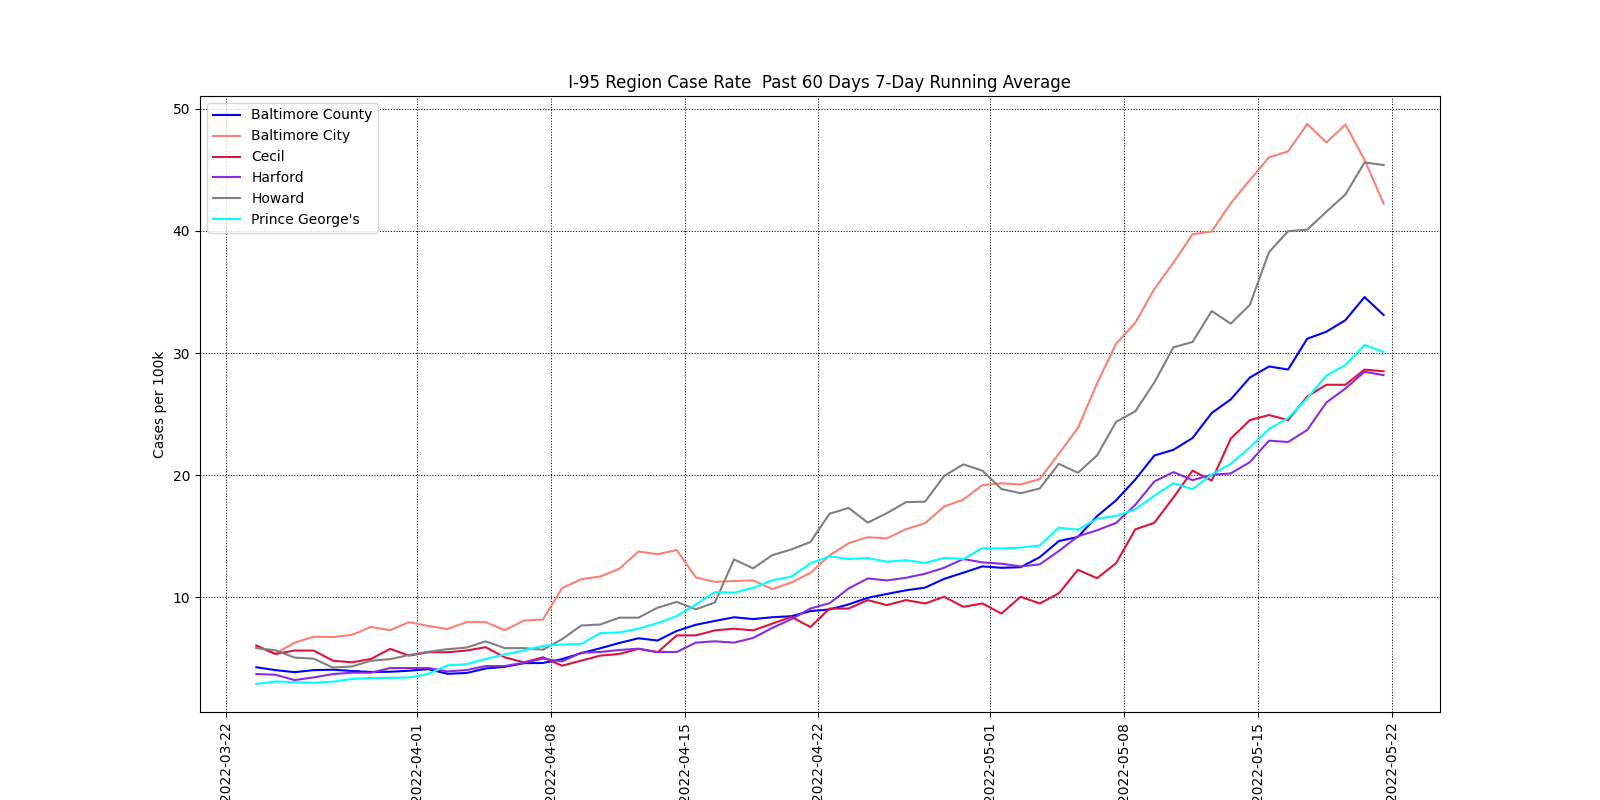 I-95 Region Case Rate  Past 60 Days 7-Day Running Average
Baltimore County
Baltimore City
Cecil
Harford
Howard
Prince George's
Cases per 100k
50
40
30
20
10
2022-03-22
2022-04-01
2022-04-08
2022-04-15
2022-04-22
2022-05-01
2022-05-08
2022-05-15
2022-05-22